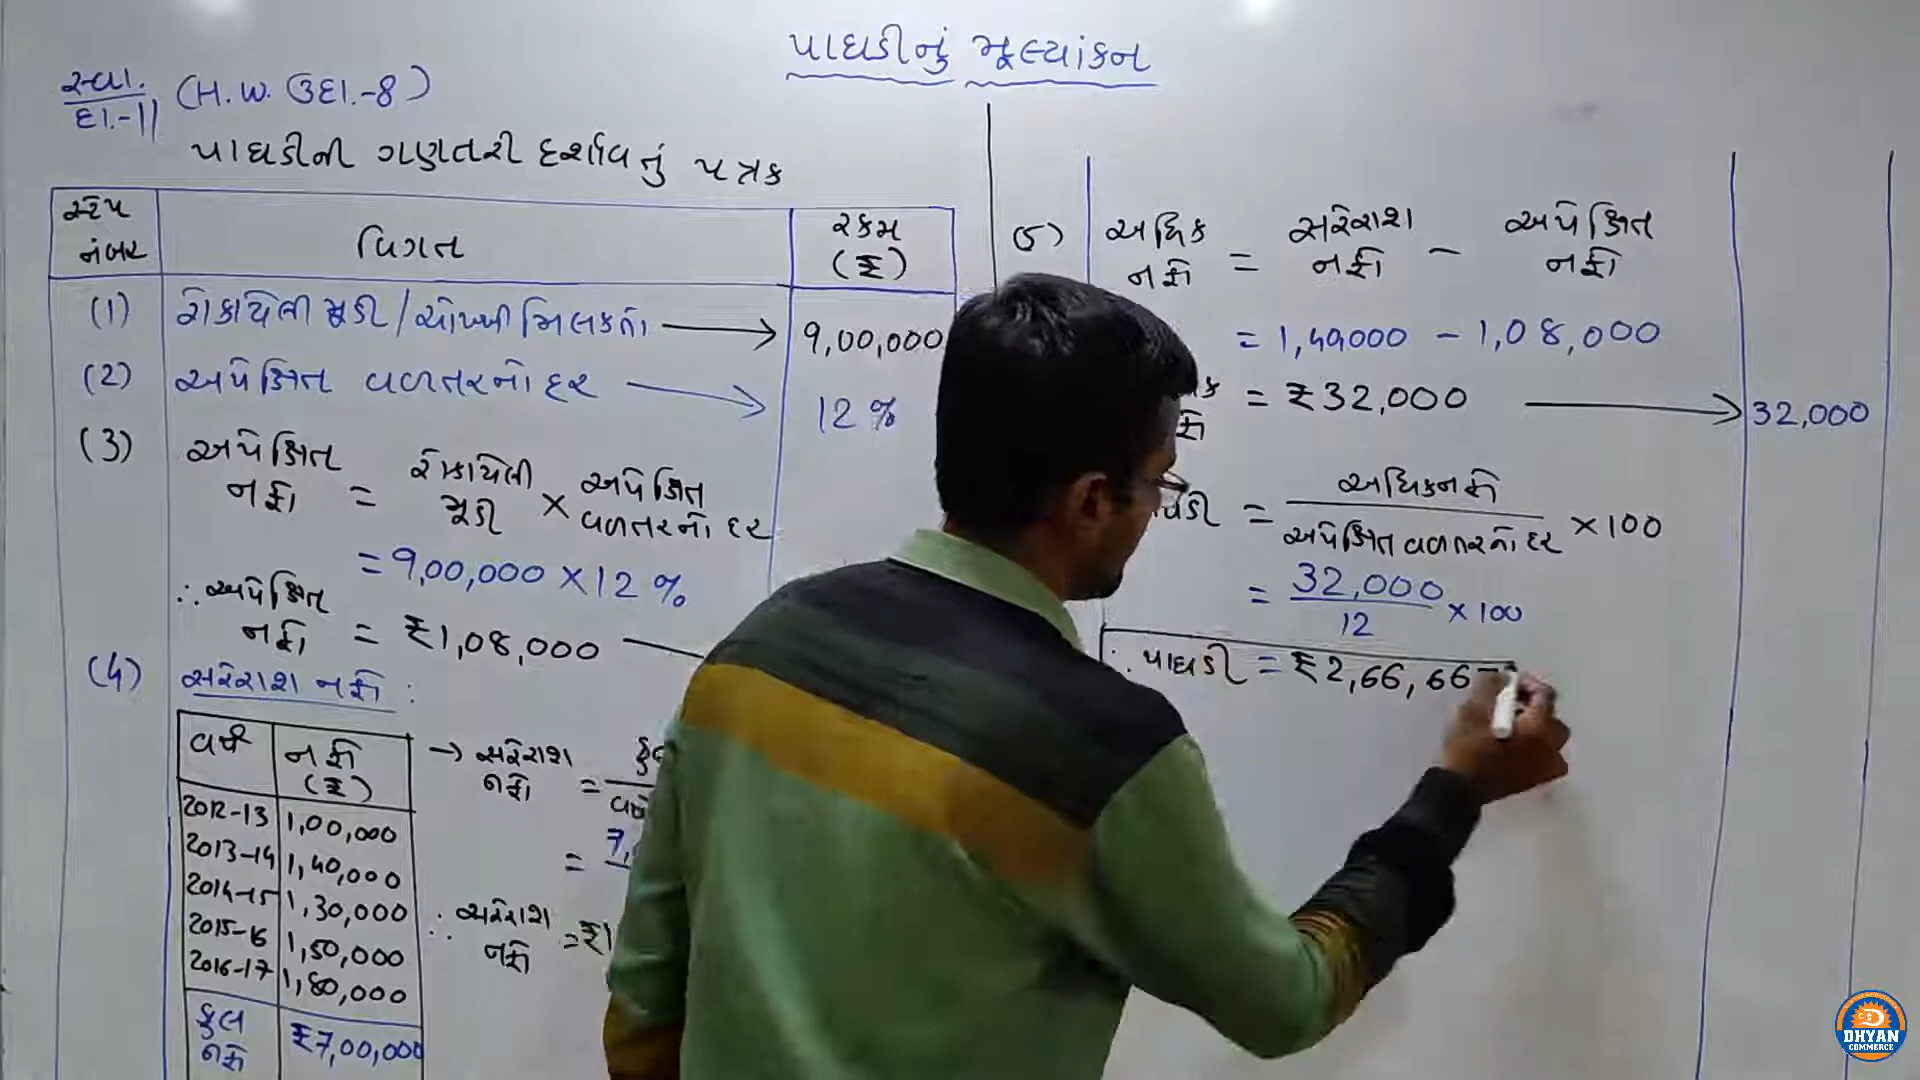 પાઘડીનું મૂલ્યાંકન
સ્વા. (H.W. ઉદા.-8)
દા.-11
પાઘડીની ગણતરી દર્શાવતું પત્રક
સ્ટેપ નંબર વિગત રકમ (₹)
(1) રોકાયેલી મૂડી/ચોખ્ખી મિલકતો → 9,00,000
(2) અપેક્ષિત વળતરનો દર → 12 %
(3) અપેક્ષિત નફો = રોકાયેલી મૂડી × અપેક્ષિત વળતરનો દર
= 9,00,000 × 12 %
∴ અપેક્ષિત નફો = ₹1,08,000
(4) સરેરાશ નફો :
વર્ષ નફો (₹)
2012-13 1,00,000
2013-14 1,40,000
2014-15 1,30,000
2015-16 1,50,000
2016-17 1,80,000
કુલ નફો ₹7,00,000
→ સરેરાશ નફો =
= 7,
∴ સરેરાશ નફો = ₹1
(5) અધિક નફો = સરેરાશ નફો - અપેક્ષિત નફો
= 1,40,000 - 1,08,000
= ₹32,000 → 32,000
= અધિકનફો / અપેક્ષિત વળતરનો દર × 100
= 32,000 / 12 × 100
∴ પાઘડી = ₹2,66,667
DHYAN
COMMERCE